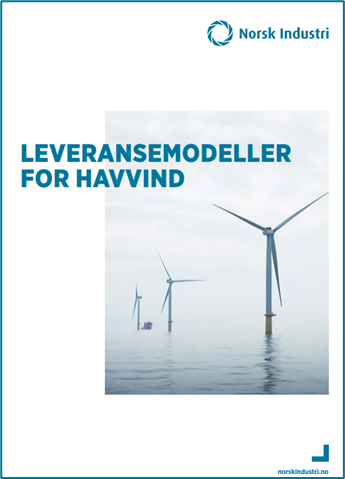 Norsk Industri
LEVERANSEMODELLER
FOR HAVVIND
norskindustri.no